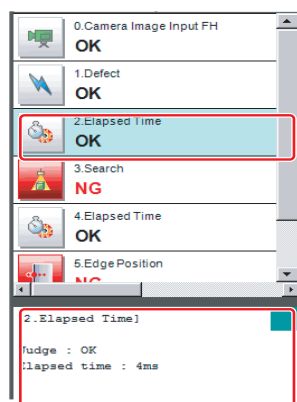 0.Camera Image Input FH
OK
1.Defect
OK
2.Elapsed Time
OK
3.Search
NG
4.Elapsed Time
OK
5.Edge Position
NG
[2.Elapsed Time]
Judge : OK
Elapsed time : 4ms